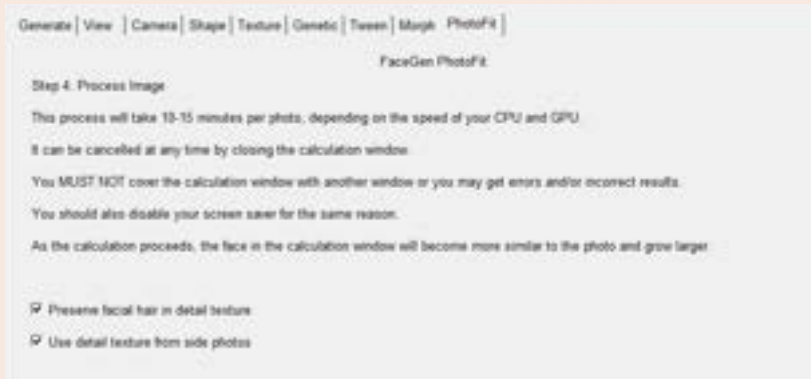 Generate | View | Camera | Shape | Texture | Genetic | Tween | Morph PhotoFit |
FaceGen PhotoFit
Step 4: Process Image
This process will take 10-15 minutes per photo, depending on the speed of your CPU and GPU.
It can be cancelled at any time by closing the calculation window.
You MUST NOT cover the calculation window with another window or you may get errors and/or incorrect results.
You should also disable your screen saver for the same reason.
As the calculation proceeds, the face in the calculation window will become more similar to the photo and grow larger.
Preserve facial hair in detail texture
Use detail texture from side photos